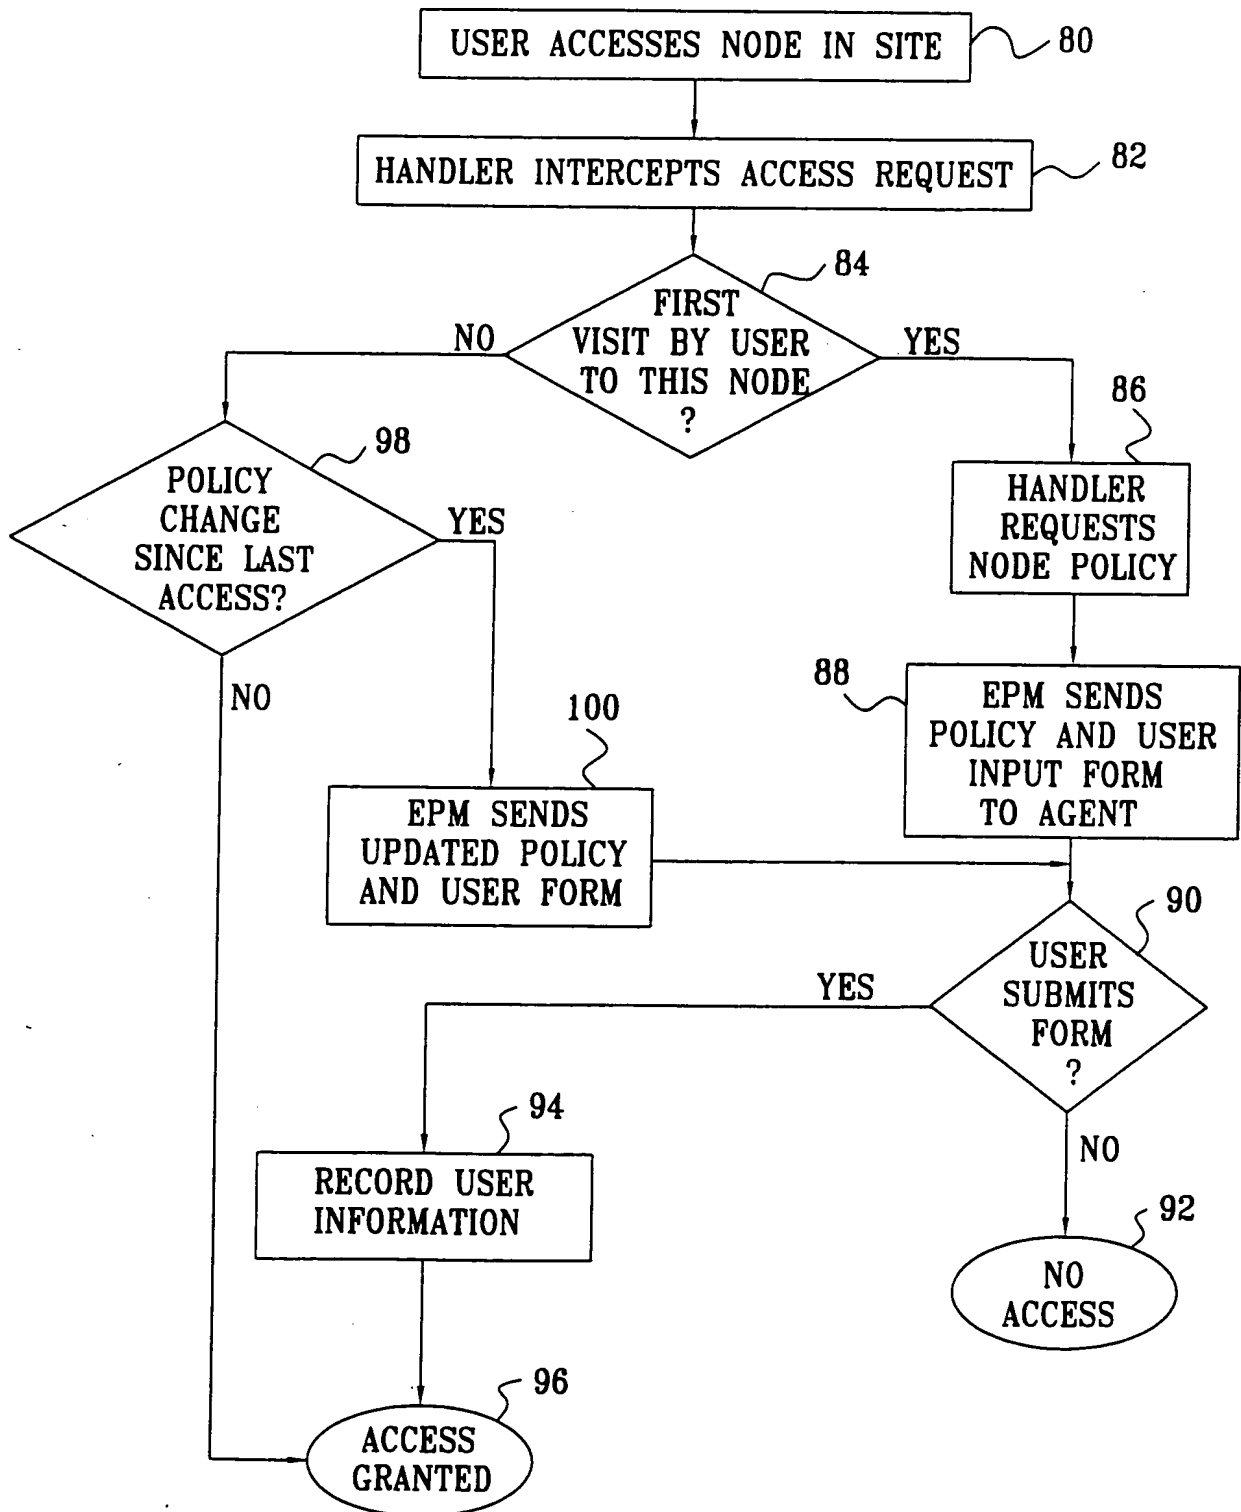 USER ACCESSES NODE IN SITE
80
HANDLER INTERCEPTS ACCESS REQUEST
82
84
FIRST
VISIT BY USER
TO THIS NODE
?
NO
YES
86
HANDLER
REQUESTS
NODE POLICY
98
POLICY
CHANGE
SINCE LAST
ACCESS?
YES
NO
88
EPM SENDS
POLICY AND USER
INPUT FORM
TO AGENT
100
EPM SENDS
UPDATED POLICY
AND USER FORM
90
USER
SUBMITS
FORM
?
YES
NO
94
RECORD USER
INFORMATION
92
NO
ACCESS
96
ACCESS
GRANTED